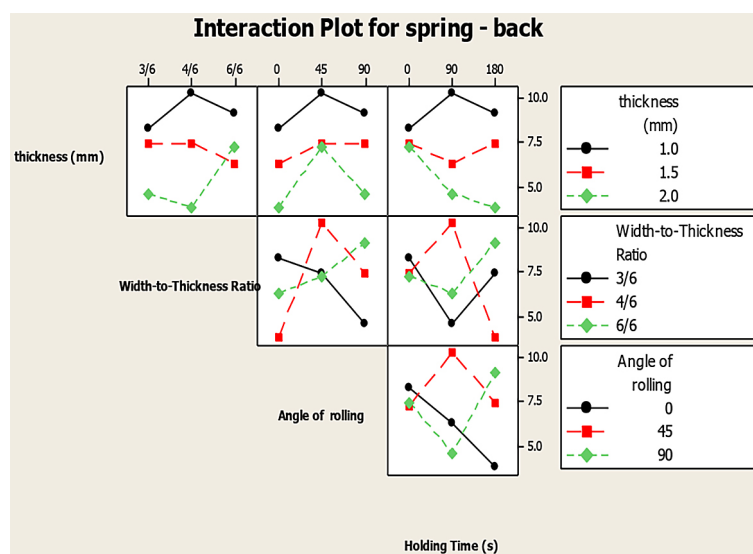 Interaction Plot for spring - back
3/6 4/6 6/6 0 45 90 0 90 180
thickness (mm)
10.0
7.5
5.0
thickness
(mm)
1.0
1.5
2.0
Width-to-Thickness Ratio
10.0
7.5
5.0
Width-to-Thickness
Ratio
3/6
4/6
6/6
Angle of rolling
10.0
7.5
5.0
Angle of
rolling
0
45
90
Holding Time (s)